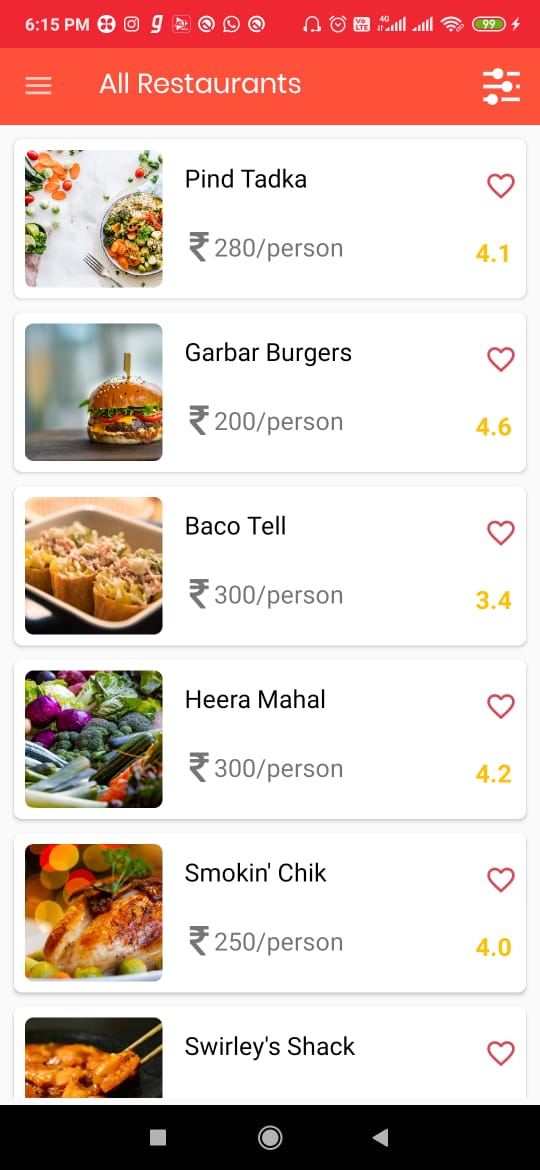 6:15 PM
4G
Vo LTE
99
All Restaurants
Pind Tadka
₹ 280/person
4.1
Garbar Burgers
₹ 200/person
4.6
Baco Tell
₹ 300/person
3.4
Heera Mahal
₹ 300/person
4.2
Smokin' Chik
₹ 250/person
4.0
Swirley's Shack